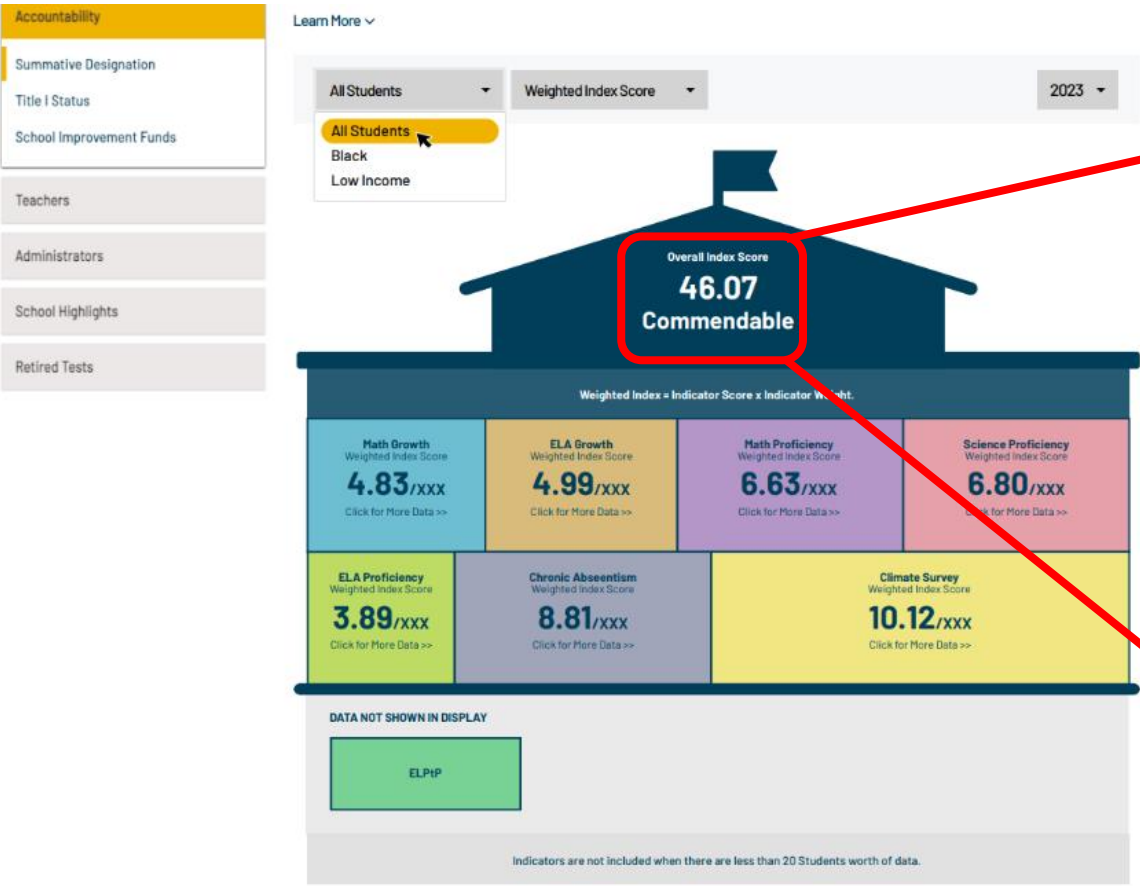 Accountability
Summative Designation
Title I Status
School Improvement Funds
Teachers
Administrators
School Highlights
Retired Tests
Learn More
All Students
Weighted Index Score
2023
All Students
Black
Low Income
Overall Index Score
46.07
Commendable
Weighted Index = Indicator Score x Indicator Weight.
Math Growth
Weighted Index Score
4.83/XXX
Click for More Data >>
ELA Growth
Weighted Index Score
4.99/XXX
Click for More Data >>
Math Proficiency
Weighted Index Score
6.63/XXX
Click for More Data >>
Science Proficiency
Weighted Index Score
6.80/XXX
Click for More Data >>
ELA Proficiency
Weighted Index Score
3.89/XXX
Click for More Data >>
Chronic Abseentism
Weighted Index Score
8.81/XXX
Click for More Data >>
Climate Survey
Weighted Index Score
10.12/XXX
Click for More Data >>
DATA NOT SHOWN IN DISPLAY
ELPtP
Indicators are not included when there are less than 20 Students worth of data.